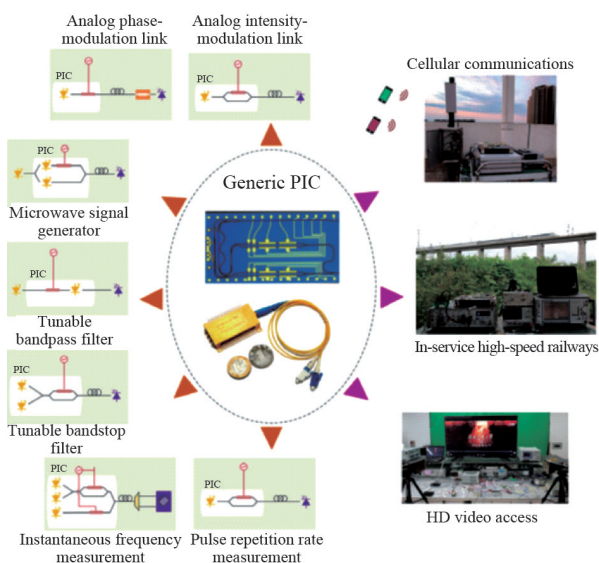 Analog phase-
modulation link
PIC
Analog intensity-
modulation link
PIC
Cellular communications
PIC
Microwave signal
generator
Generic PIC
PIC
Tunable
bandpass filter
In-service high-speed railways
PIC
Tunable bandstop
filter
PIC
Instantaneous frequency
measurement
PIC
Pulse repetition rate
measurement
HD video access